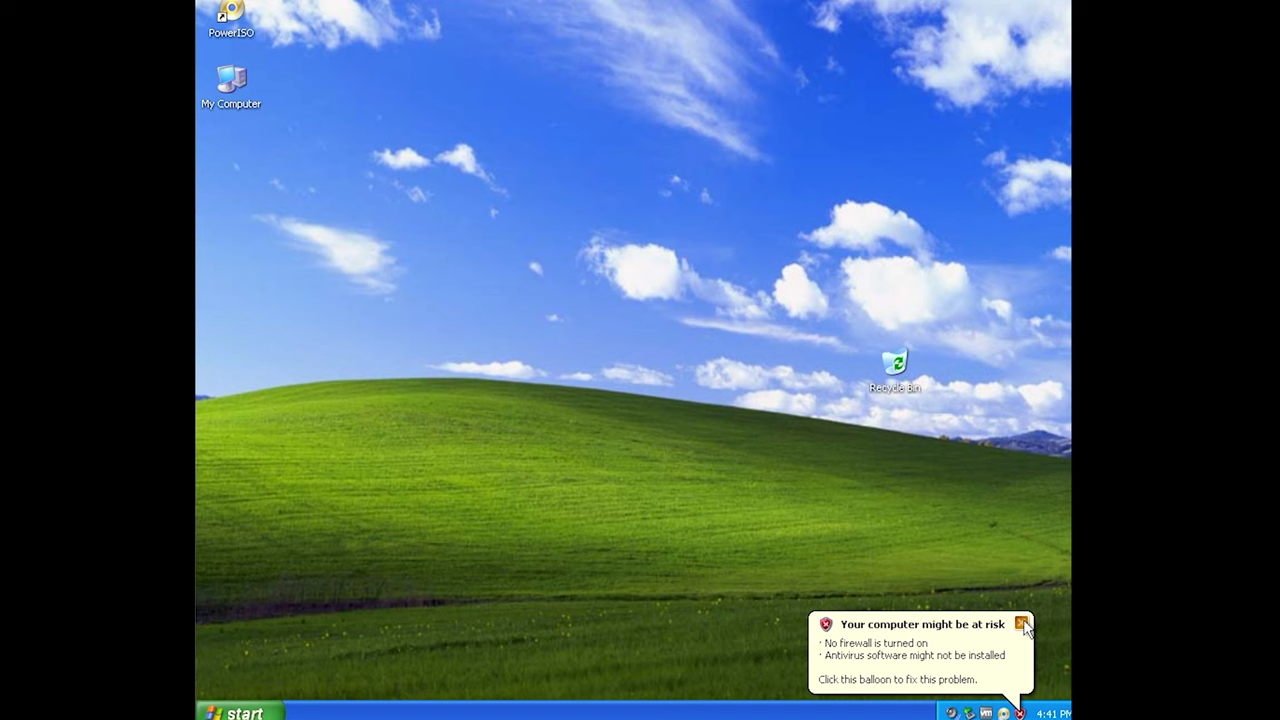 PowerISO
My Computer
Recycle Bin
Your computer might be at risk
· No firewall is turned on
· Antivirus software might not be installed
Click this balloon to fix this problem.
start
4:41 PM